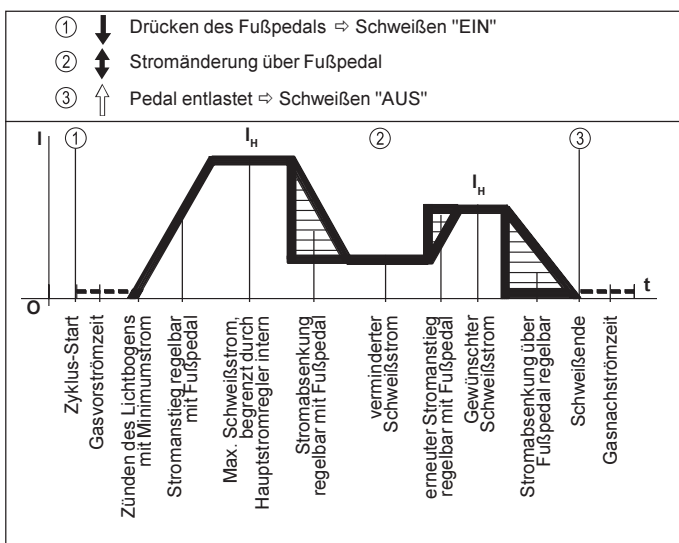 ① Drücken des Fußpedals ⇨ Schweißen "EIN"
② Stromänderung über Fußpedal
③ Pedal entlastet ⇨ Schweißen "AUS"
I
①
I_H
②
I_H
③
O
t
Zyklus-Start
Gasvorströmzeit
Zünden des Lichtbogens
mit Minimumstrom
Stromanstieg regelbar
mit Fußpedal
Max. Schweißstrom,
begrenzt durch
Hauptstromregler intern
Stromabsenkung
regelbar mit Fußpedal
verminderter
Schweißstrom
erneuter Stromanstieg
regelbar mit Fußpedal
Gewünschter
Schweißstrom
Stromabsenkung über
Fußpedal regelbar
Schweißende
Gasnachströmzeit